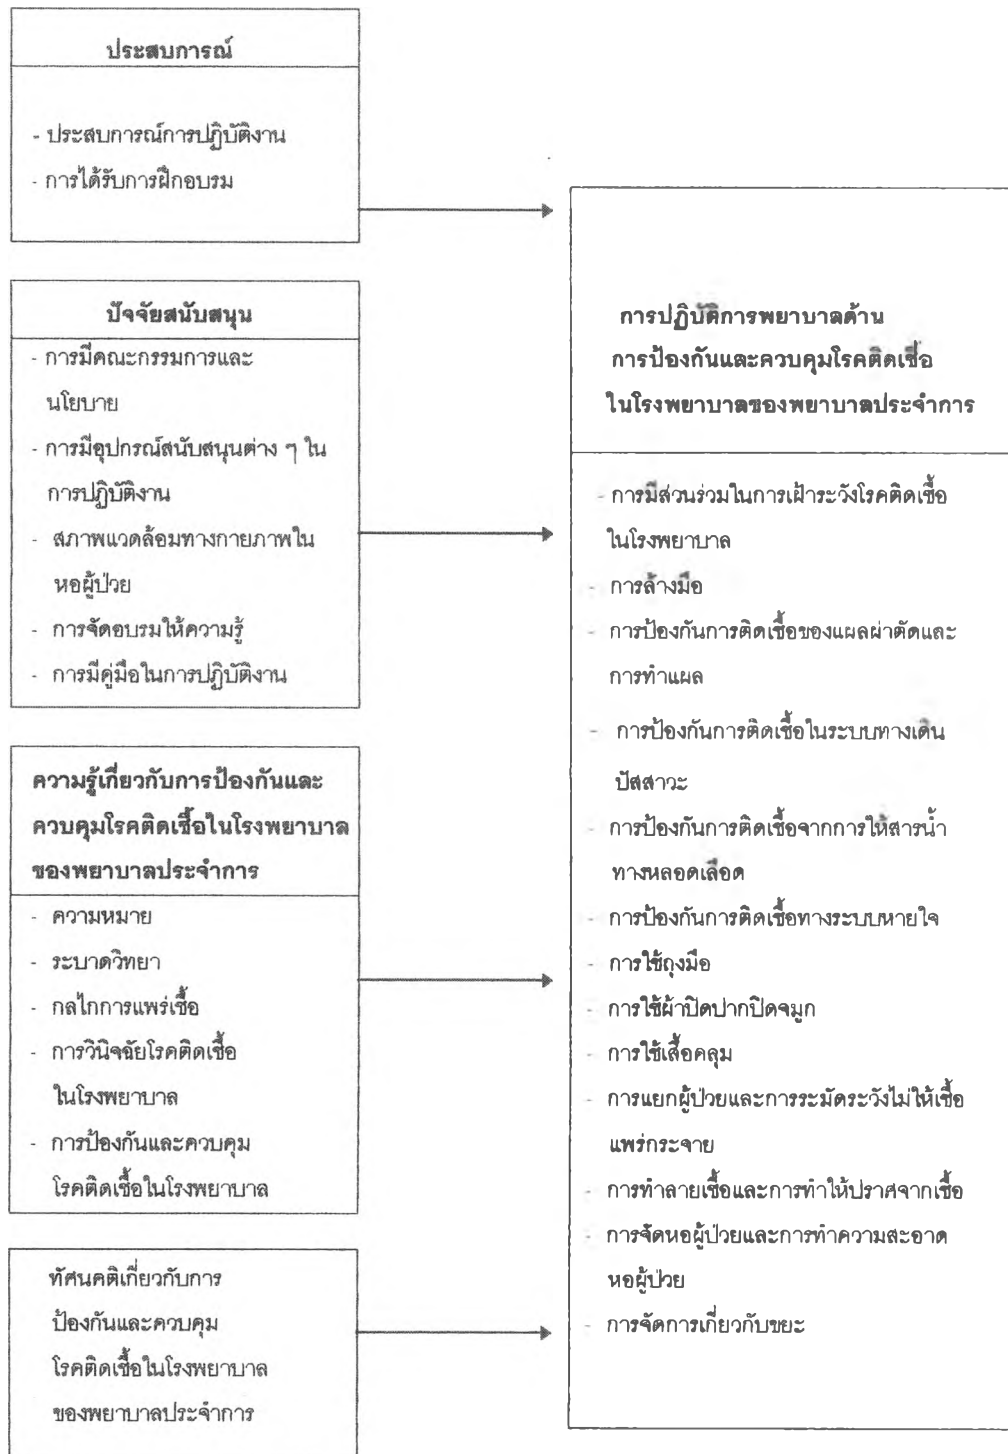 ประสบการณ์
- ประสบการณ์การปฏิบัติงาน
- การได้รับการฝึกอบรม
ปัจจัยสนับสนุน
- การมีคณะกรรมการและ
นโยบาย
- การมีอุปกรณ์สนับสนุนต่าง ๆ ใน
การปฏิบัติงาน
- สภาพแวดล้อมทางกายภาพใน
หอผู้ป่วย
- การจัดอบรมให้ความรู้
- การมีคู่มือในการปฏิบัติงาน
ความรู้เกี่ยวกับการป้องกันและ
ควบคุมโรคติดเชื้อในโรงพยาบาล
ของพยาบาลประจำการ
- ความหมาย
- ระบาดวิทยา
- กลไกการแพร่เชื้อ
- การวินิจฉัยโรคติดเชื้อ
ในโรงพยาบาล
- การป้องกันและควบคุม
โรคติดเชื้อในโรงพยาบาล
ทัศนคติเกี่ยวกับการ
ป้องกันและควบคุม
โรคติดเชื้อในโรงพยาบาล
ของพยาบาลประจำการ
การปฏิบัติการพยาบาลด้าน
การป้องกันและควบคุมโรคติดเชื้อ
ในโรงพยาบาลของพยาบาลประจำการ
- การมีส่วนร่วมในการเฝ้าระวังโรคติดเชื้อ
ในโรงพยาบาล
- การล้างมือ
- การป้องกันการติดเชื้อของแผลผ่าตัดและ
การทำแผล
- การป้องกันการติดเชื้อในระบบทางเดิน
ปัสสาวะ
- การป้องกันการติดเชื้อจากการให้สารน้ำ
ทางหลอดเลือด
- การป้องกันการติดเชื้อทางระบบหายใจ
- การใช้ถุงมือ
- การใช้ผ้าปิดปากปิดจมูก
- การใช้เสื้อคลุม
- การแยกผู้ป่วยและการระมัดระวังไม่ให้เชื้อ
แพร่กระจาย
- การทำลายเชื้อและการทำให้ปราศจากเชื้อ
- การจัดหอผู้ป่วยและการทำความสะอาด
หอผู้ป่วย
- การจัดการเกี่ยวกับขยะ